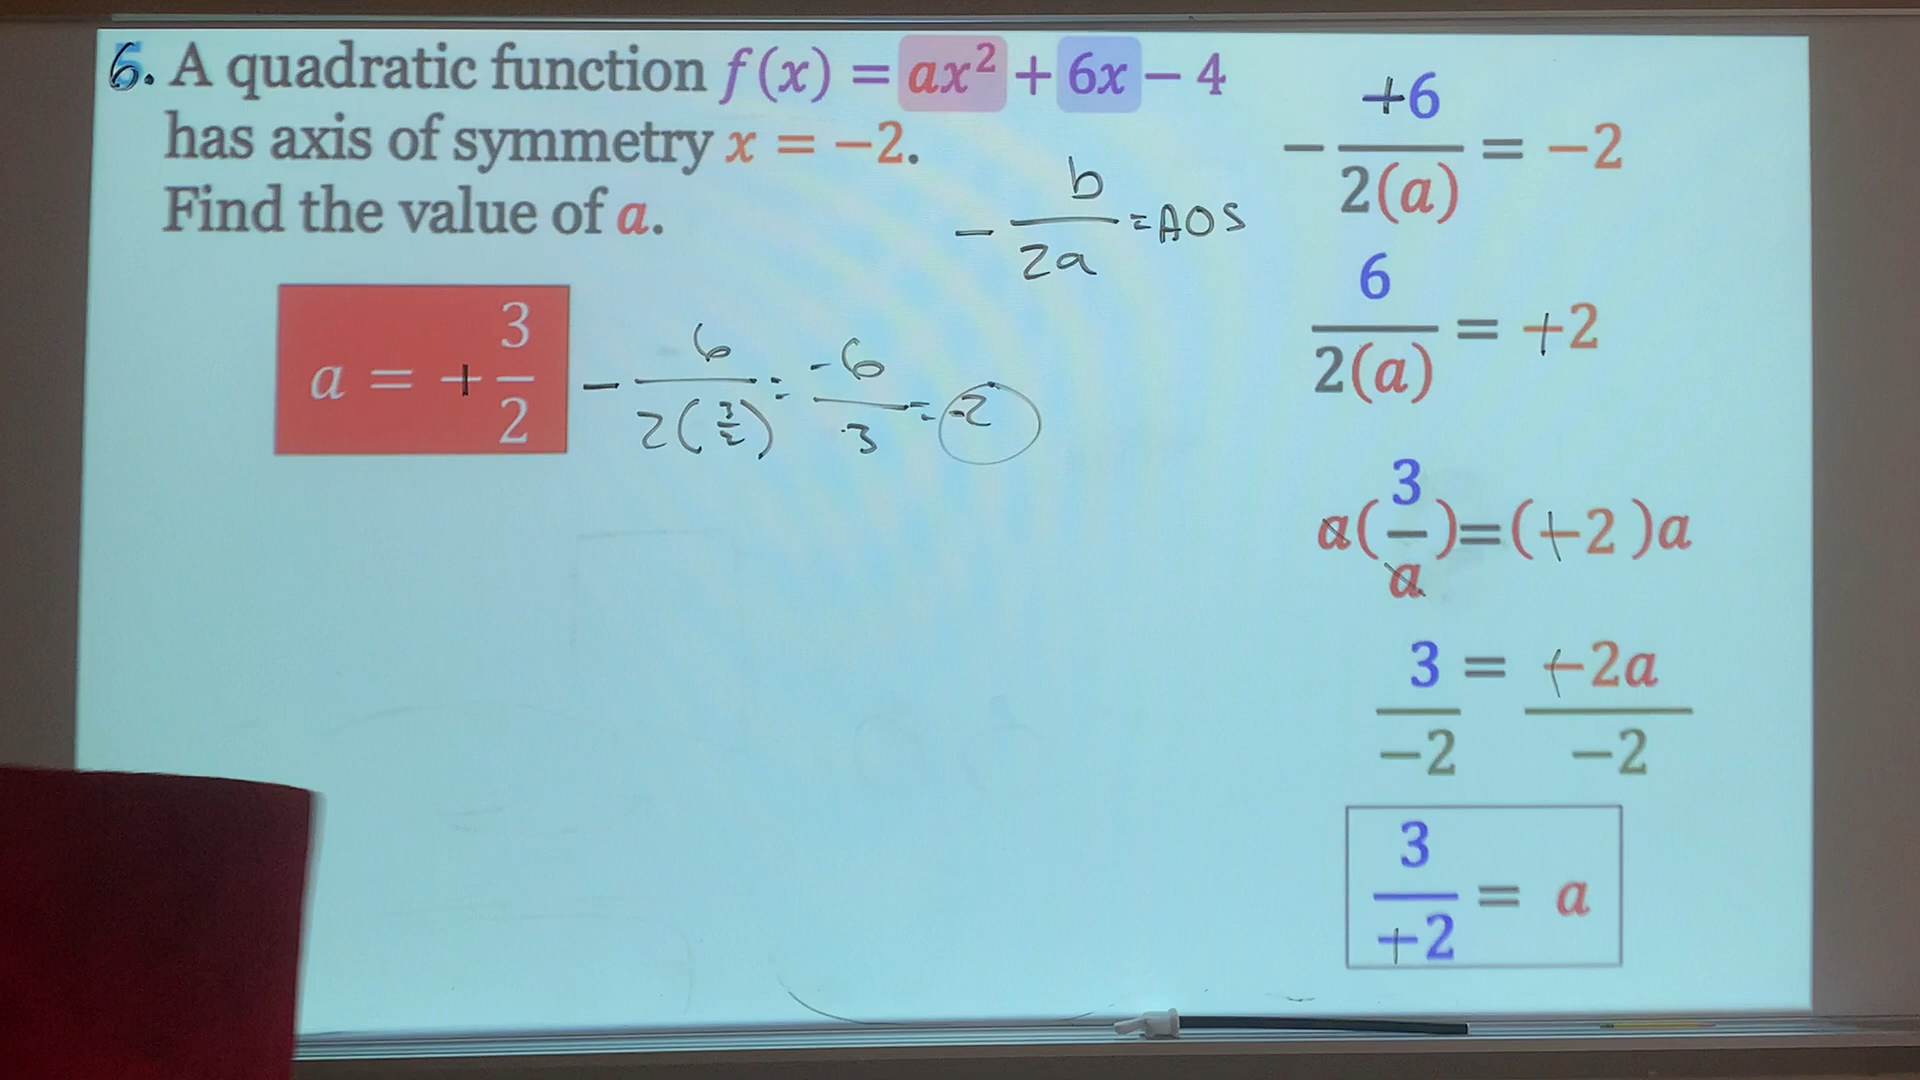 6. A quadratic function f(x) = ax² + 6x − 4
has axis of symmetry x = −2.
Find the value of a.
− b/2a = AOS
a = + 3/2
− 6/2(3/2) = -6/3 = -2
− +6/2(a) = −2
6/2(a) = +2
a(3/a)=(+2)a
3/−2 = +2a/−2
3/+2 = a